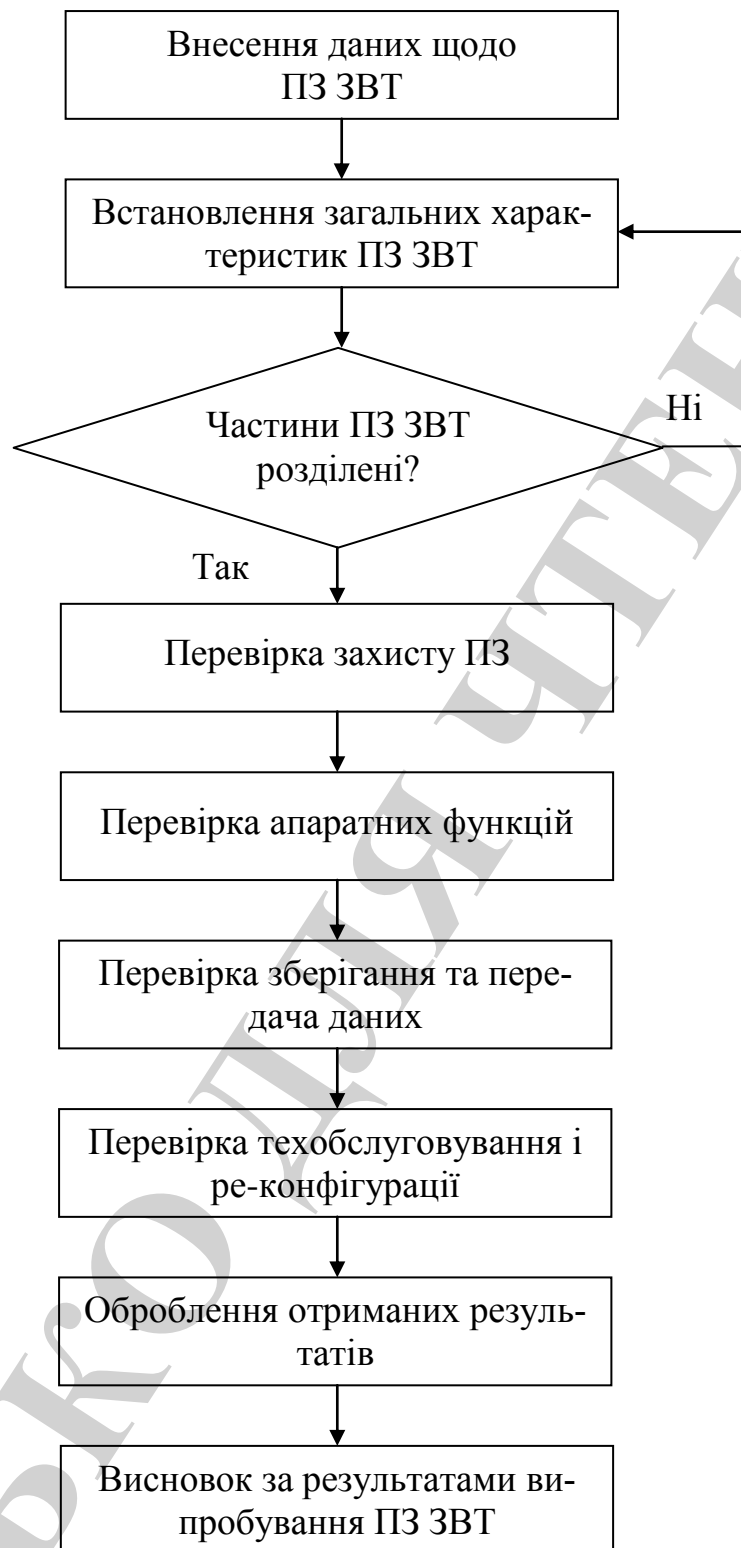 Внесення даних щодо
ПЗ ЗВТ
Встановлення загальних харак-
теристик ПЗ ЗВТ
Частини ПЗ ЗВТ
розділені?
Ні
Так
Перевірка захисту ПЗ
Перевірка апаратних функцій
Перевірка зберігання та пере-
дача даних
Перевірка техобслуговування і
ре-конфігурації
Оброблення отриманих резуль-
татів
Висновок за результатами ви-
пробування ПЗ ЗВТ
ДЛЯ